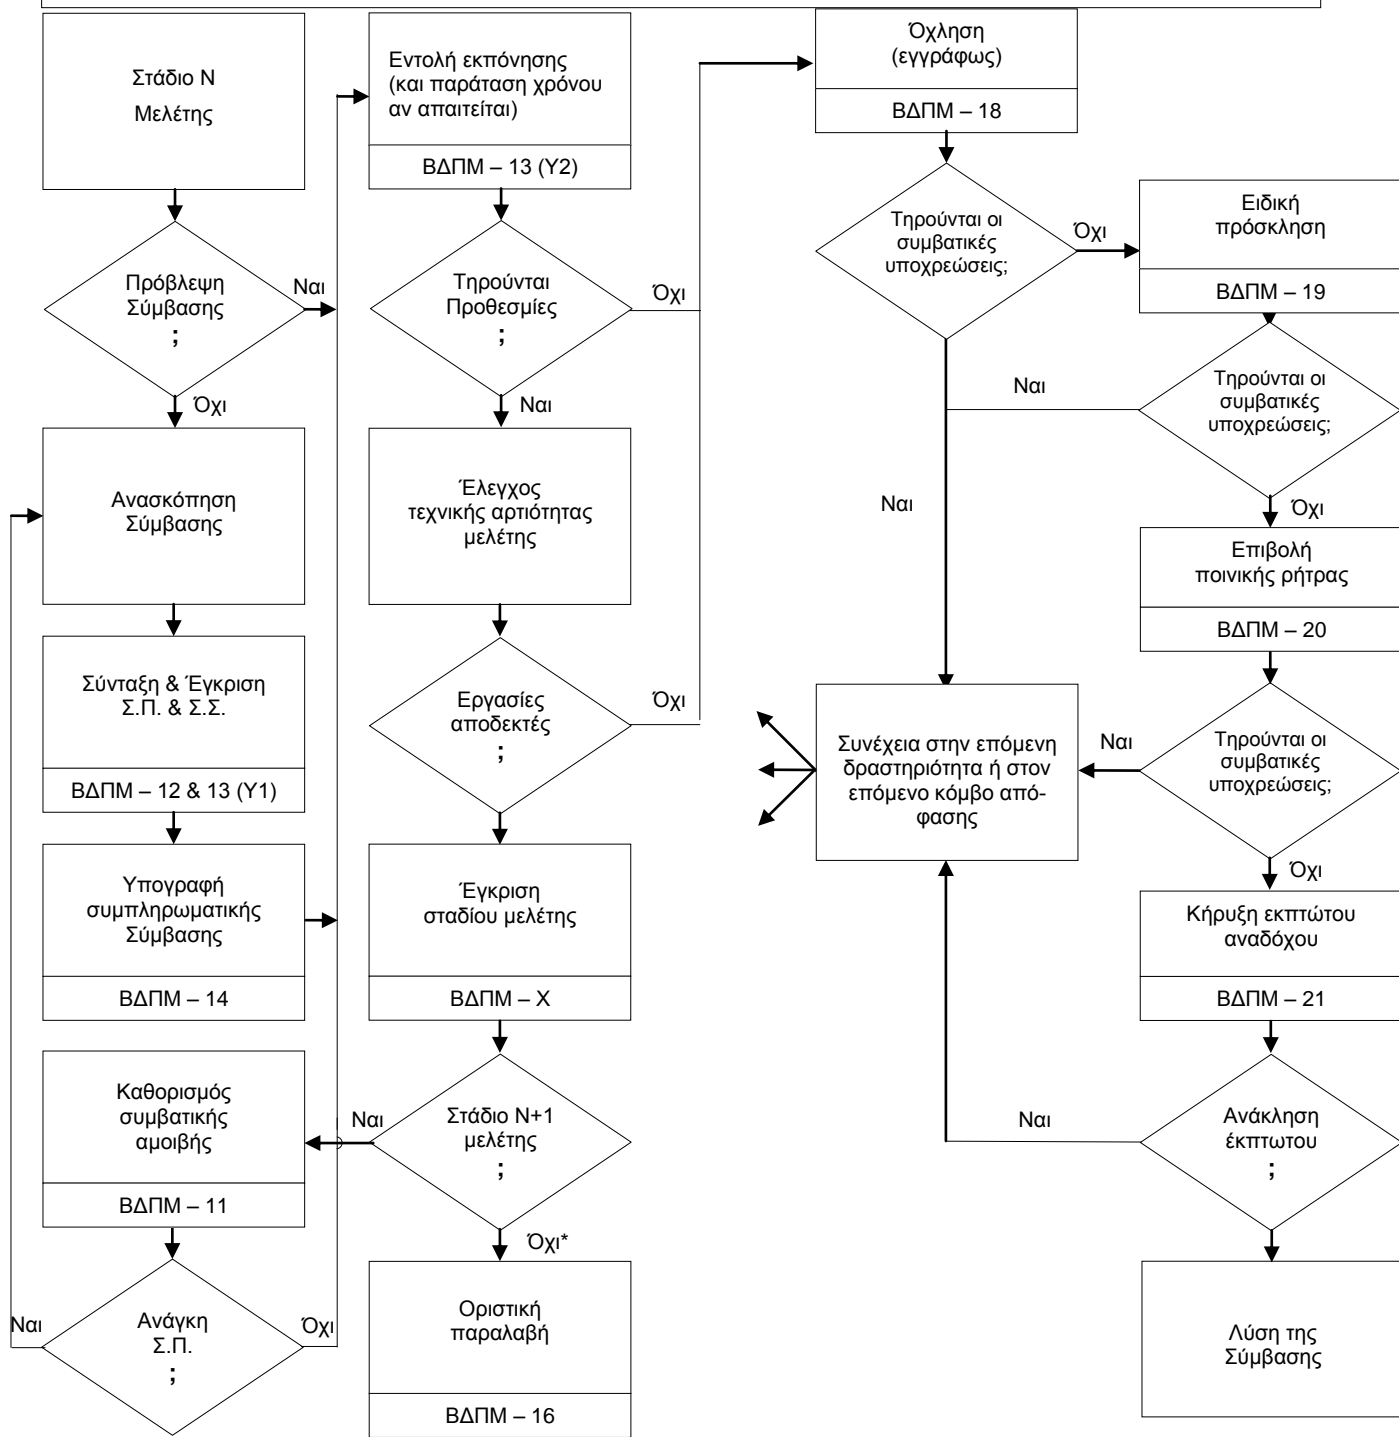 Στάδιο Ν
Μελέτης
Πρόβλεψη
Σύμβασης
;
Ναι
Όχι
Ανασκόπηση
Σύμβασης
Σύνταξη & Έγκριση
Σ.Π. & Σ.Σ.
ΒΔΠΜ – 12 & 13 (Υ1)
Υπογραφή
συμπληρωματικής
Σύμβασης
ΒΔΠΜ – 14
Καθορισμός
συμβατικής
αμοιβής
ΒΔΠΜ – 11
Ναι
Ανάγκη
Σ.Π.
;
Όχι
Εντολή εκπόνησης
(και παράταση χρόνου
αν απαιτείται)
ΒΔΠΜ – 13 (Υ2)
Τηρούνται
Προθεσμίες
;
Όχι
Ναι
Έλεγχος
τεχνικής αρτιότητας
μελέτης
Εργασίες
αποδεκτές
;
Όχι
Έγκριση
σταδίου μελέτης
ΒΔΠΜ – Χ
Ναι
Στάδιο Ν+1
μελέτης
;
Όχι*
Οριστική
παραλαβή
ΒΔΠΜ – 16
Όχληση
(εγγράφως)
ΒΔΠΜ – 18
Τηρούνται οι
συμβατικές
υποχρεώσεις;
Όχι
Ναι
Συνέχεια στην επόμενη
δραστηριότητα ή στον
επόμενο κόμβο από-
φασης
Ειδική
πρόσκληση
ΒΔΠΜ – 19
Ναι
Τηρούνται οι
συμβατικές
υποχρεώσεις;
Όχι
Επιβολή
ποινικής ρήτρας
ΒΔΠΜ – 20
Ναι
Τηρούνται οι
συμβατικές
υποχρεώσεις;
Όχι
Κήρυξη εκπτώτου
αναδόχου
ΒΔΠΜ – 21
Ναι
Ανάκληση
έκπτωτου
;
Λύση της
Σύμβασης